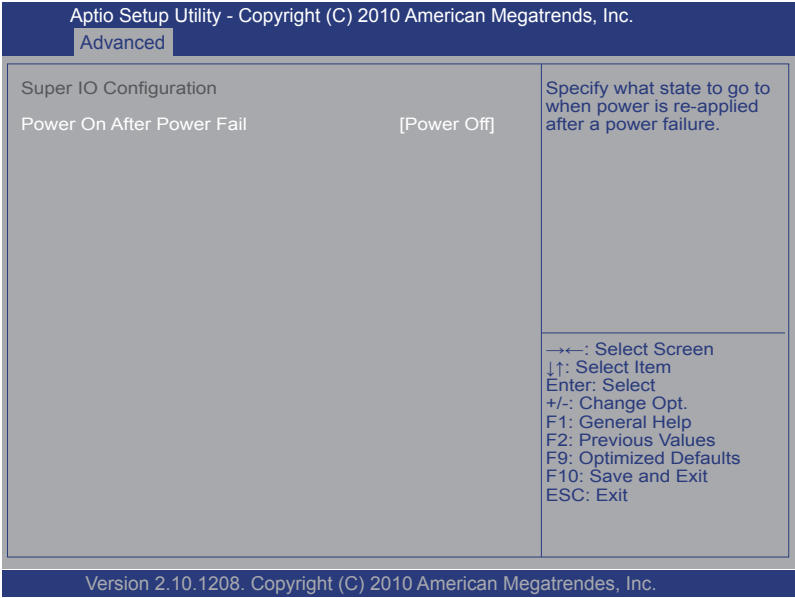 Aptio Setup Utility - Copyright (C) 2010 American Megatrends, Inc.
Advanced
Super IO Configuration
Power On After Power Fail [Power Off]
Specify what state to go to
when power is re-applied
after a power failure.
→←: Select Screen
↓↑: Select Item
Enter: Select
+/-: Change Opt.
F1: General Help
F2: Previous Values
F9: Optimized Defaults
F10: Save and Exit
ESC: Exit
Version 2.10.1208. Copyright (C) 2010 American Megatrendes, Inc.